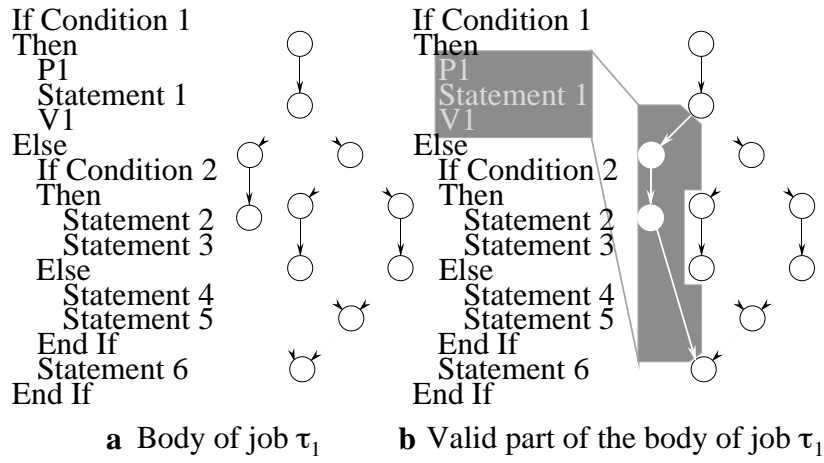 If Condition 1
Then
P1
Statement 1
V1
Else
If Condition 2
Then
Statement 2
Statement 3
Else
Statement 4
Statement 5
End If
Statement 6
End If
a Body of job τ1
If Condition 1
Then
P1
Statement 1
V1
Else
If Condition 2
Then
Statement 2
Statement 3
Else
Statement 4
Statement 5
End If
Statement 6
End If
b Valid part of the body of job τ1